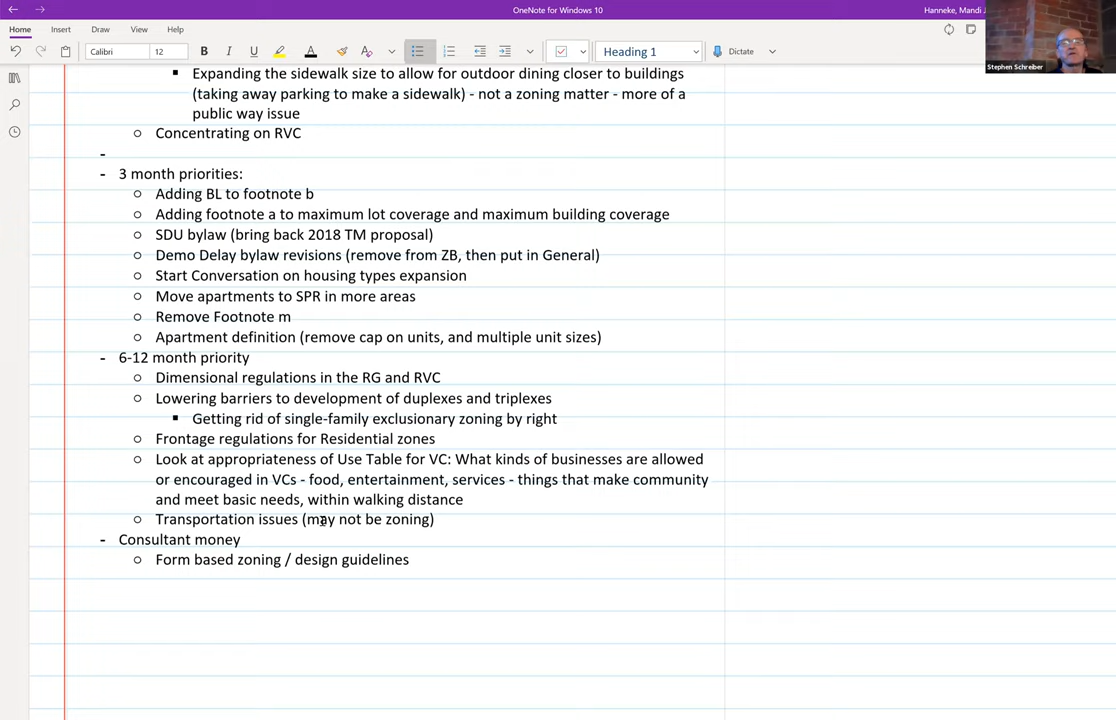 OneNote for Windows 10
Hanneke, Mandi J
Home Insert Draw View Help
Calibri 12 B I U A A Heading 1 Dictate
Stephen Schreiber
▪ Expanding the sidewalk size to allow for outdoor dining closer to buildings
(taking away parking to make a sidewalk) - not a zoning matter - more of a
public way issue
○ Concentrating on RVC
-
- 3 month priorities:
○ Adding BL to footnote b
○ Adding footnote a to maximum lot coverage and maximum building coverage
○ SDU bylaw (bring back 2018 TM proposal)
○ Demo Delay bylaw revisions (remove from ZB, then put in General)
○ Start Conversation on housing types expansion
○ Move apartments to SPR in more areas
○ Remove Footnote m
○ Apartment definition (remove cap on units, and multiple unit sizes)
- 6-12 month priority
○ Dimensional regulations in the RG and RVC
○ Lowering barriers to development of duplexes and triplexes
▪ Getting rid of single-family exclusionary zoning by right
○ Frontage regulations for Residential zones
○ Look at appropriateness of Use Table for VC: What kinds of businesses are allowed
or encouraged in VCs - food, entertainment, services - things that make community
and meet basic needs, within walking distance
○ Transportation issues (may not be zoning)
- Consultant money
○ Form based zoning / design guidelines